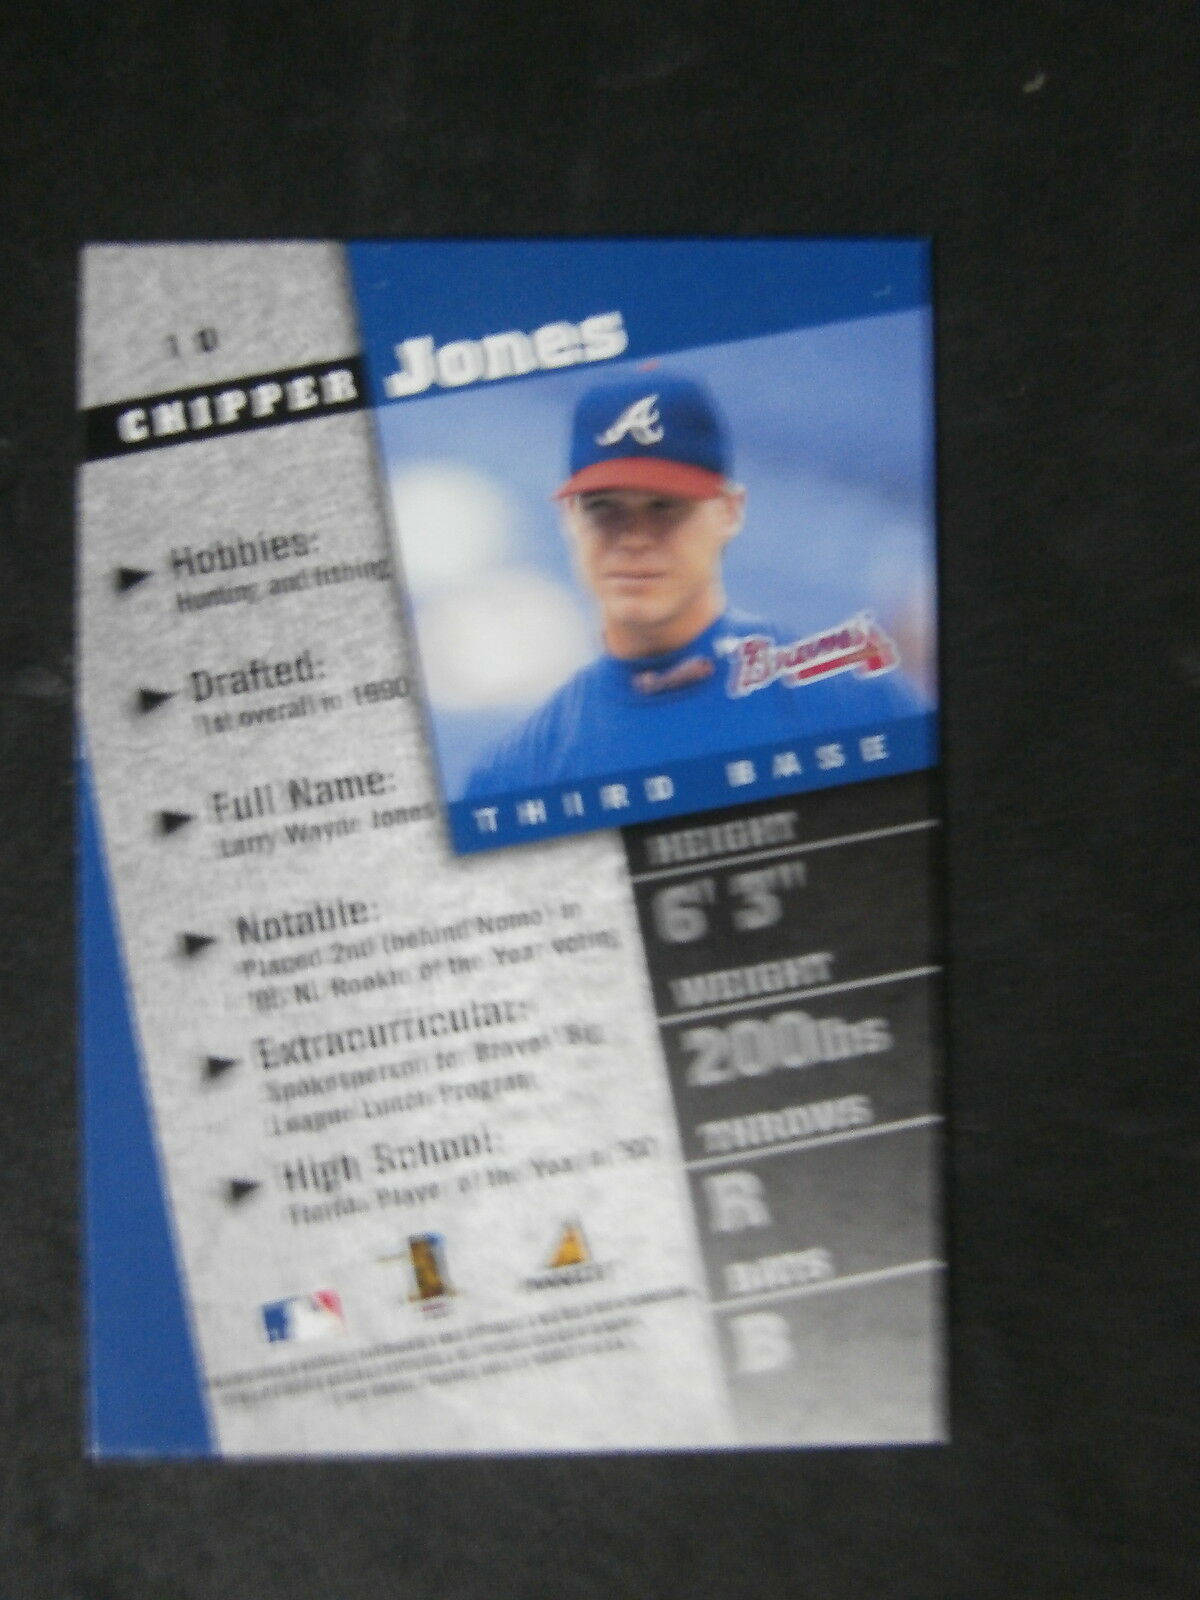 10
CHIPPER Jones
A
Braves
THIRD BASE
Hobbies:
Hunting and fishing
Drafted:
1st overall in 1990
Full Name:
Larry Wayne Jones
Notable:
Placed 2nd (behind Nomo) in
'95 NL Rookie of the Year voting
Extracurricular:
Spokesperson for Braves' Big
League Lunch Program
High School:
Florida Player of the Year in
HEIGHT
6' 3"
WEIGHT
200lbs
THROWS
R
BATS
B
PINNACLE